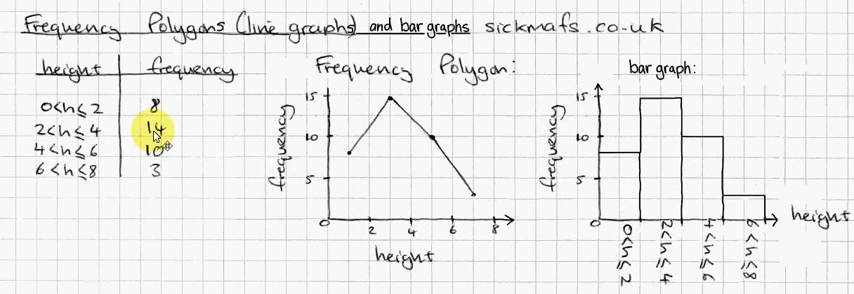 Frequency Polygons (line graphs) and bar graphs sickmafs.co.uk
height frequency
0<h≤2 8
2<h≤4 14
4<h≤6 10
6<h≤8 3
Frequency Polygon:
frequency
15
10
5
0 2 4 6 8
height
bar graph:
frequency
15
10
5
0
height
0<h≤2
2<h≤4
4<h≤6
6<h≤8